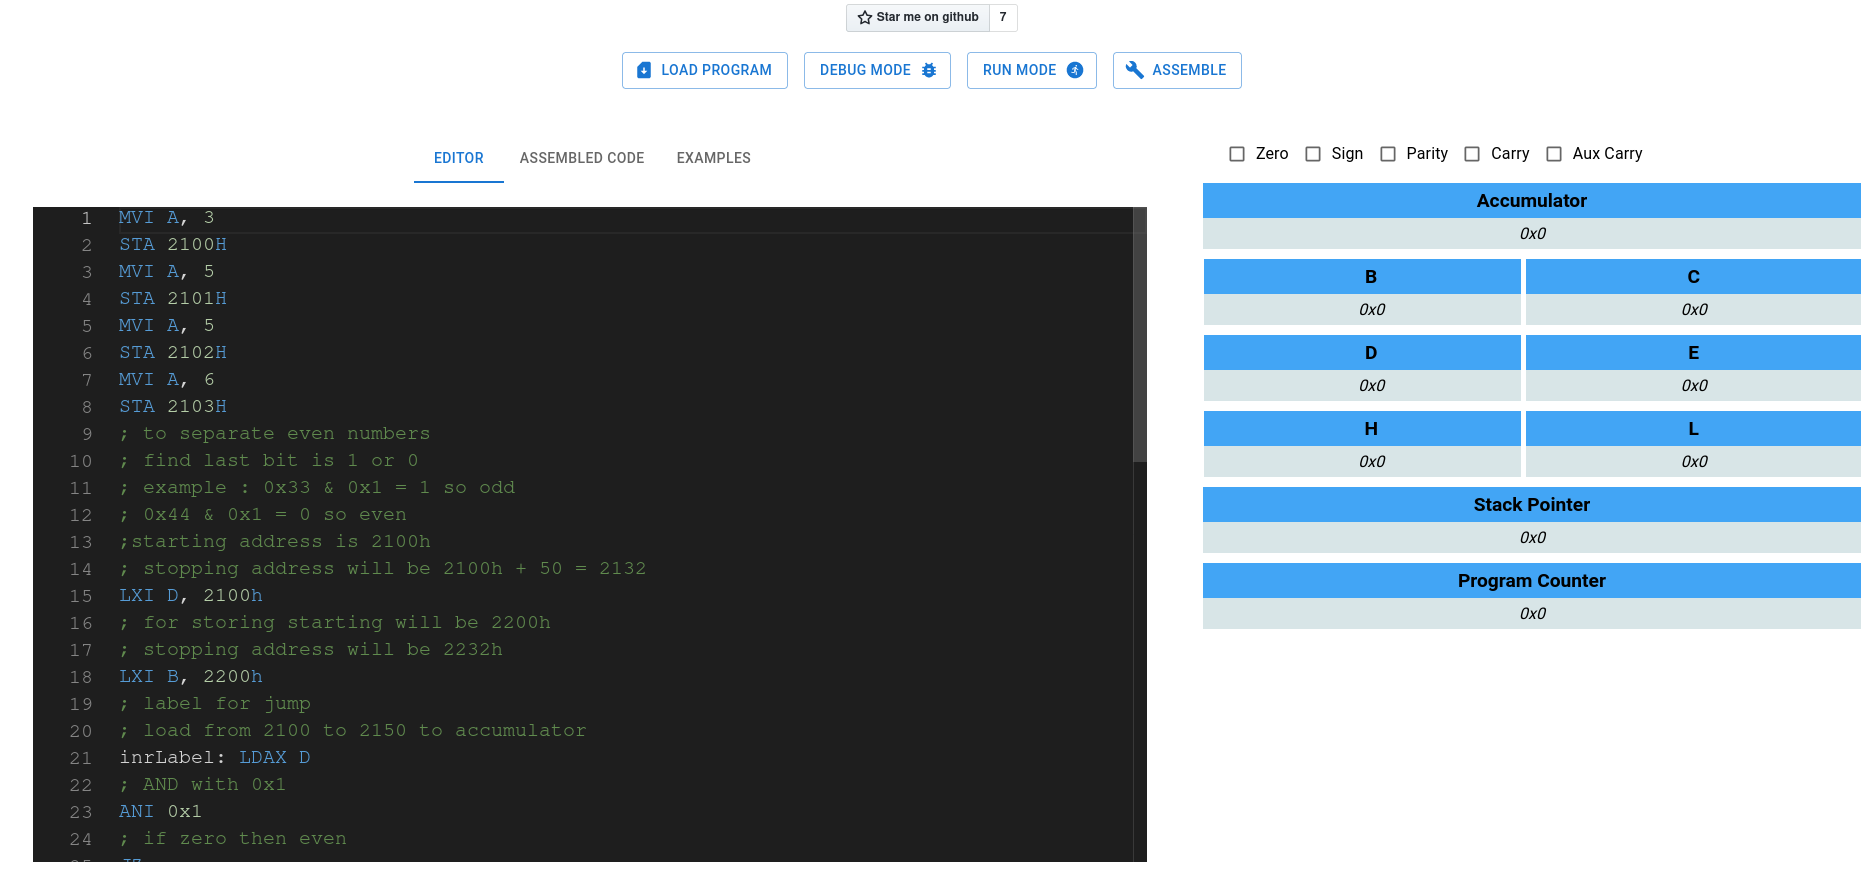 Star me on github 7
LOAD PROGRAM DEBUG MODE RUN MODE ASSEMBLE
EDITOR ASSEMBLED CODE EXAMPLES
1 MVI A, 3
2 STA 2100H
3 MVI A, 5
4 STA 2101H
5 MVI A, 5
6 STA 2102H
7 MVI A, 6
8 STA 2103H
9 ; to separate even numbers
10 ; find last bit is 1 or 0
11 ; example : 0x33 & 0x1 = 1 so odd
12 ; 0x44 & 0x1 = 0 so even
13 ;starting address is 2100h
14 ; stopping address will be 2100h + 50 = 2132
15 LXI D, 2100h
16 ; for storing starting will be 2200h
17 ; stopping address will be 2232h
18 LXI B, 2200h
19 ; label for jump
20 ; load from 2100 to 2150 to accumulator
21 inrLabel: LDAX D
22 ; AND with 0x1
23 ANI 0x1
24 ; if zero then even
Zero Sign Parity Carry Aux Carry
Accumulator
0x0
B C
0x0 0x0
D E
0x0 0x0
H L
0x0 0x0
Stack Pointer
0x0
Program Counter
0x0